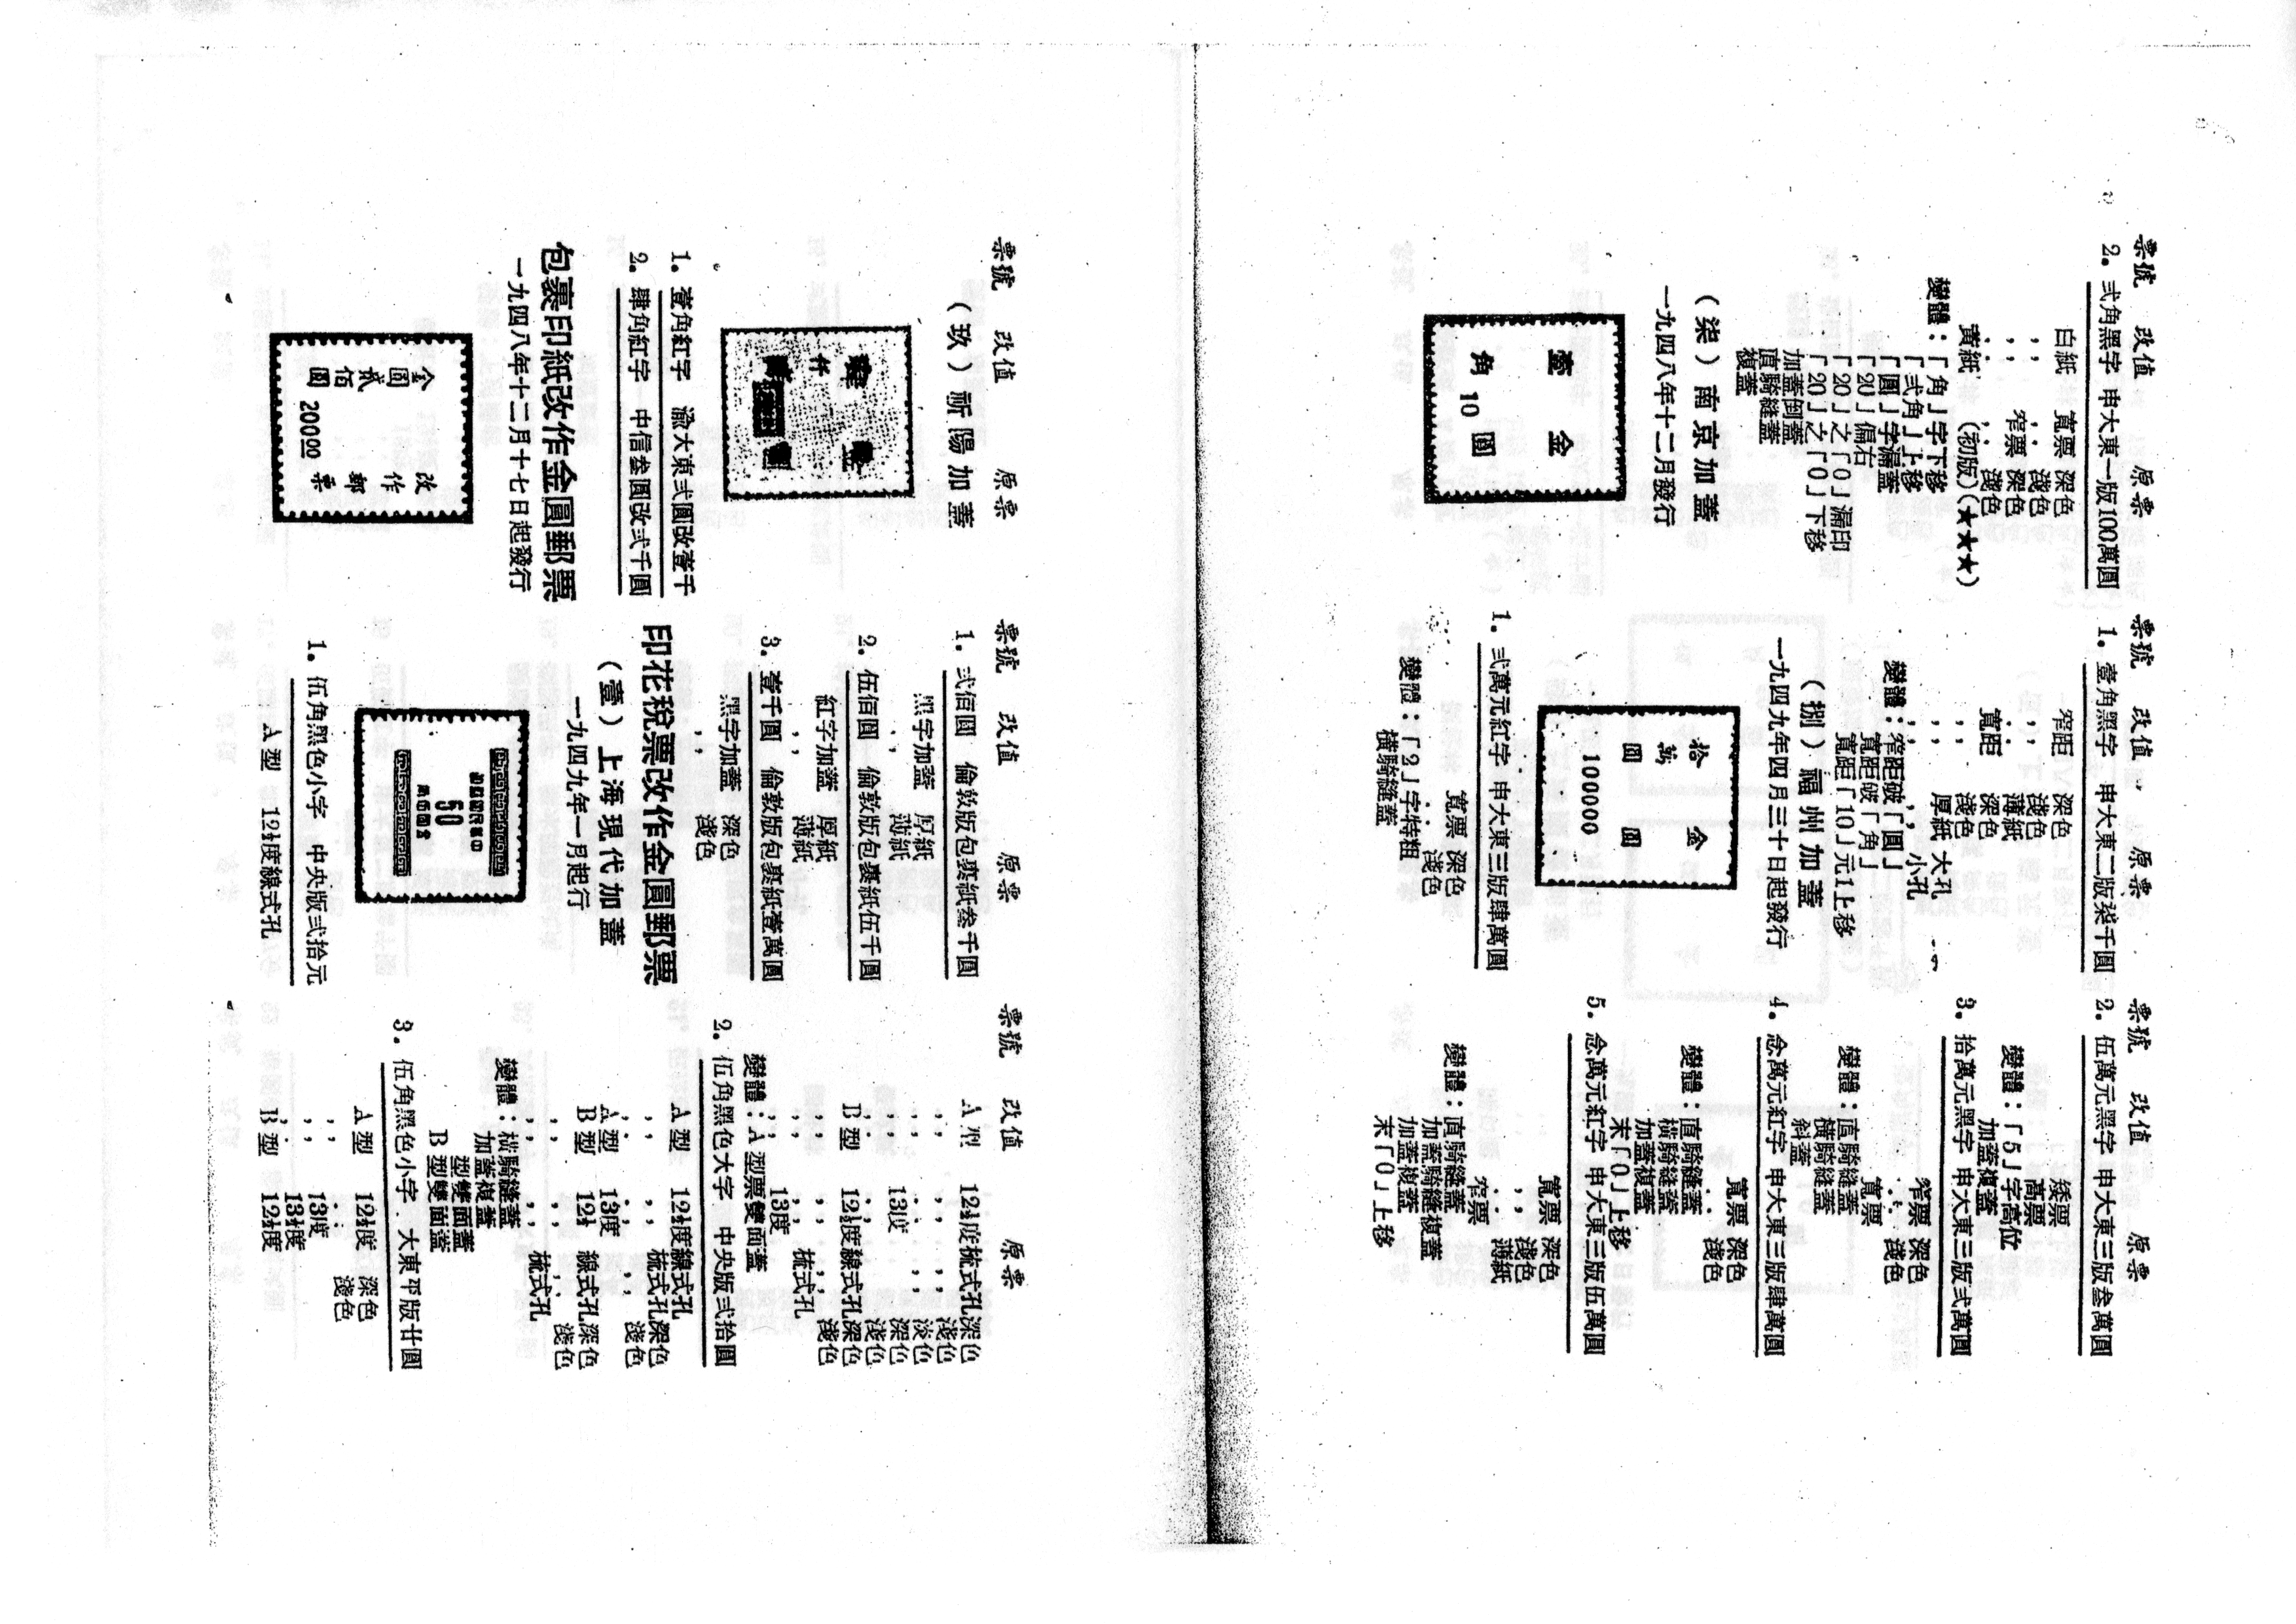 票號 改值 原票
2. 弍角黑字 申大東一版100萬圓
白紙 寬票 深色
,, ,, 淺色
,, 窄票 深色
,, ,, 淺色
黃紙 (初版)(★★★)
變體：「角」字下移
「弍角」上移
「圓」字漏蓋
「20」偏右
「20」之「0」漏印
「20」之「0」下移
加蓋倒蓋
直騎縫蓋
複蓋
(柒) 南京加蓋
一九四八年十二月發行
壹 金
角 10 圓
票號 改值 原票
1. 壹角黑字 申大東二版柒千圓
窄距 深色
,, 淺色
,, 薄紙
寬距 深色
,, 淺色
,, 厚紙 大孔
,, ,, 小孔
變體：窄距破「圓」
寬距破「角」
寬距「10」元1上移
(捌) 福州加蓋
一九四九年四月三十日起發行
拾 金
萬
圓 圓
100000
1. 弍萬元紅字 申大東三版肆萬圓
寬票 深色
,, 淺色
變體：「2」字特粗
橫騎縫蓋
票號 改值 原票
2. 伍萬元黑字 申大東三版叁萬圓
矮票
高票
變體：「5」字高位
加蓋複蓋
3. 拾萬元黑字 申大東三版弍萬圓
窄票 深色
,, 淺色
寬票
變體：直騎縫蓋
橫騎縫蓋
斜蓋
4. 念萬元紅字 申大東三版肆萬圓
寬票 深色
,, 淺色
變體：直騎縫蓋
橫騎縫蓋
加蓋複蓋
末「0」上移
5. 念萬元紅字 申大東三版伍萬圓
寬票 深色
,, 淺色
窄票 薄紙
變體：直騎縫蓋
加蓋騎縫複蓋
加蓋複蓋
末「0」上移
票號 改值 原票
(玖) 祈陽加蓋
1. 壹角紅字 渝大東弍圓改壹千
2. 肆角紅字 中信叁圓改弍千圓
包裹印紙改作金圓郵票
一九四八年十二月十七日起發行
金 改
圓 貳 作
佰 郵
圓 200.00 票
票號 改值 原票
1. 弍佰圓 倫敦版包裹紙叁千圓
黑字加蓋 厚紙
,, 薄紙
2. 伍佰圓 倫敦版包裹紙伍千圓
紅字加蓋 厚紙
,, 薄紙
3. 壹千圓 倫敦版包裹紙壹萬圓
黑字加蓋 深色
,, 淺色
印花稅票改作金圓郵票
(壹) 上海現代加蓋
一九四九年一月起行
50
1. 伍角黑色小字 中央版弍拾元
A型 12½度線式孔
票號 改值 原票
A型 12½度梳式孔深色
,, ,, ,, 淺色
,, ,, ,, 淡色
,, 13度 ,, 深色
,, ,, 淺色
B型 12½度線式孔深色
,, ,, ,, 淺色
,, ,, 梳式孔
,, 13度
變體：A型票雙面蓋
2. 伍角黑色大字 中央版弍拾圓
A型 12½度線式孔
,, ,, 梳式孔深色
,, ,, ,, 淺色
A型 13度
B型 12½ 線式孔深色
,, ,, ,, 淺色
,, ,, 梳式孔
變體：橫騎縫蓋
加蓋複蓋
型雙面蓋
B型雙面蓋
3. 伍角黑色小字 大東平版廿圓
A型 12½度 深色
,, ,, 淺色
,, 13度
,, 13½度
B型 12½度